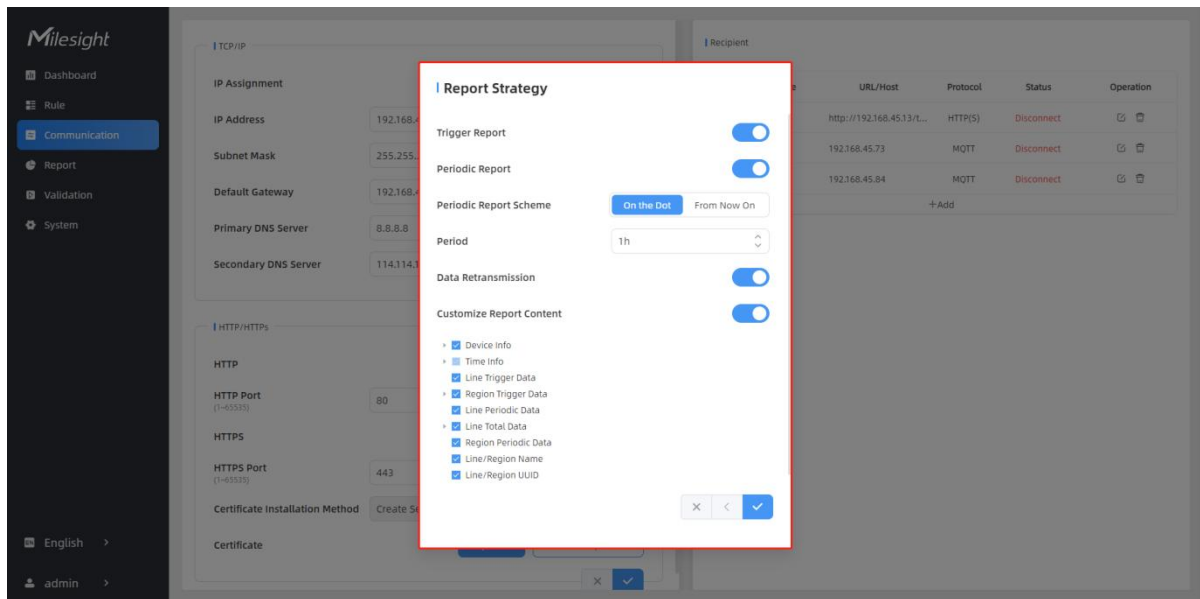 Milesight
Dashboard
Rule
Communication
Report
Validation
System
English
admin
TCP/IP
IP Assignment
IP Address
192.168.
Subnet Mask
255.255.
Default Gateway
192.168.
Primary DNS Server
8.8.8.8
Secondary DNS Server
114.114.
HTTP/HTTPs
HTTP
HTTP Port
80
(1~65535)
HTTPS
HTTPS Port
443
(1~65535)
Certificate Installation Method
Create
Certificate
Report Strategy
Trigger Report
Periodic Report
Periodic Report Scheme
On the Dot
From Now On
Period
1h
Data Retransmission
Customize Report Content
Device Info
Time Info
Line Trigger Data
Region Trigger Data
Line Periodic Data
Line Total Data
Region Periodic Data
Line/Region Name
Line/Region UUID
Recipient
URL/Host Protocol Status Operation
http://192.168.45.13/t... HTTP(S) Disconnect
192.168.45.73 MQTT Disconnect
192.168.45.84 MQTT Disconnect
+Add